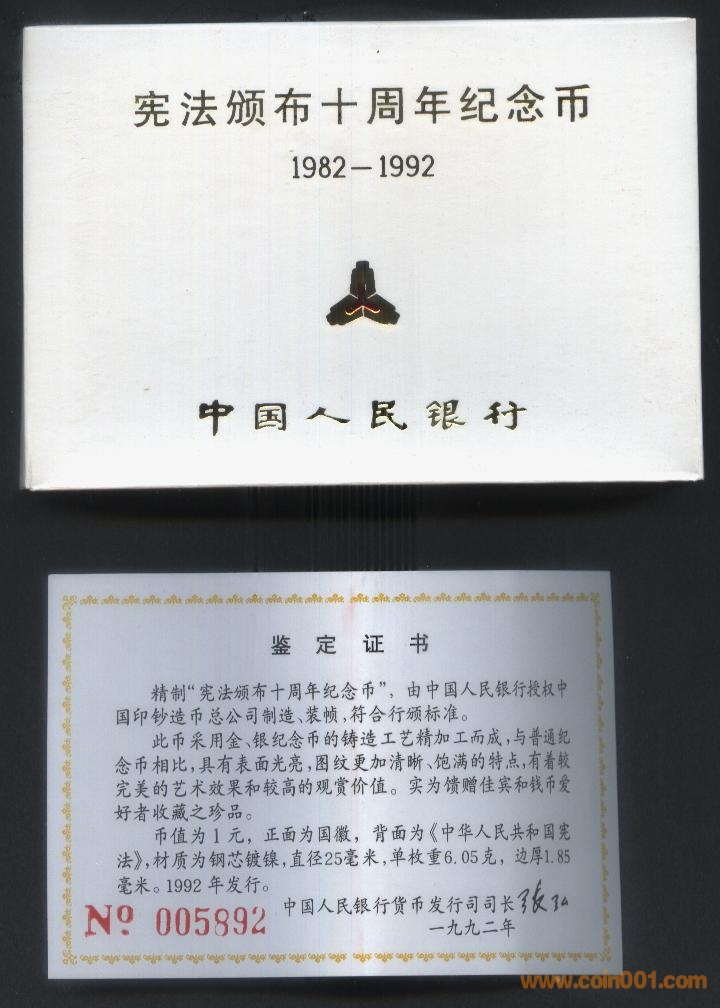 宪法颁布十周年纪念币
1982－1992
中国人民银行
鉴定证书
精制“宪法颁布十周年纪念币”，由中国人民银行授权中
国印钞造币总公司制造、装帧，符合行颁标准。
此币采用金、银纪念币的铸造工艺精加工而成，与普通纪
念币相比，具有表面光亮，图纹更加清晰、饱满的特点，有着较
完美的艺术效果和较高的观赏价值。实为馈赠佳宾和钱币爱
好者收藏之珍品。
币值为1元，正面为国徽，背面为《中华人民共和国宪
法》，材质为钢芯镀镍，直径25毫米，单枚重6.05克，边厚1.85
毫米。1992年发行。
中国人民银行货币发行司司长张弘
一九九二年
Nº 005892
www.coin001.com